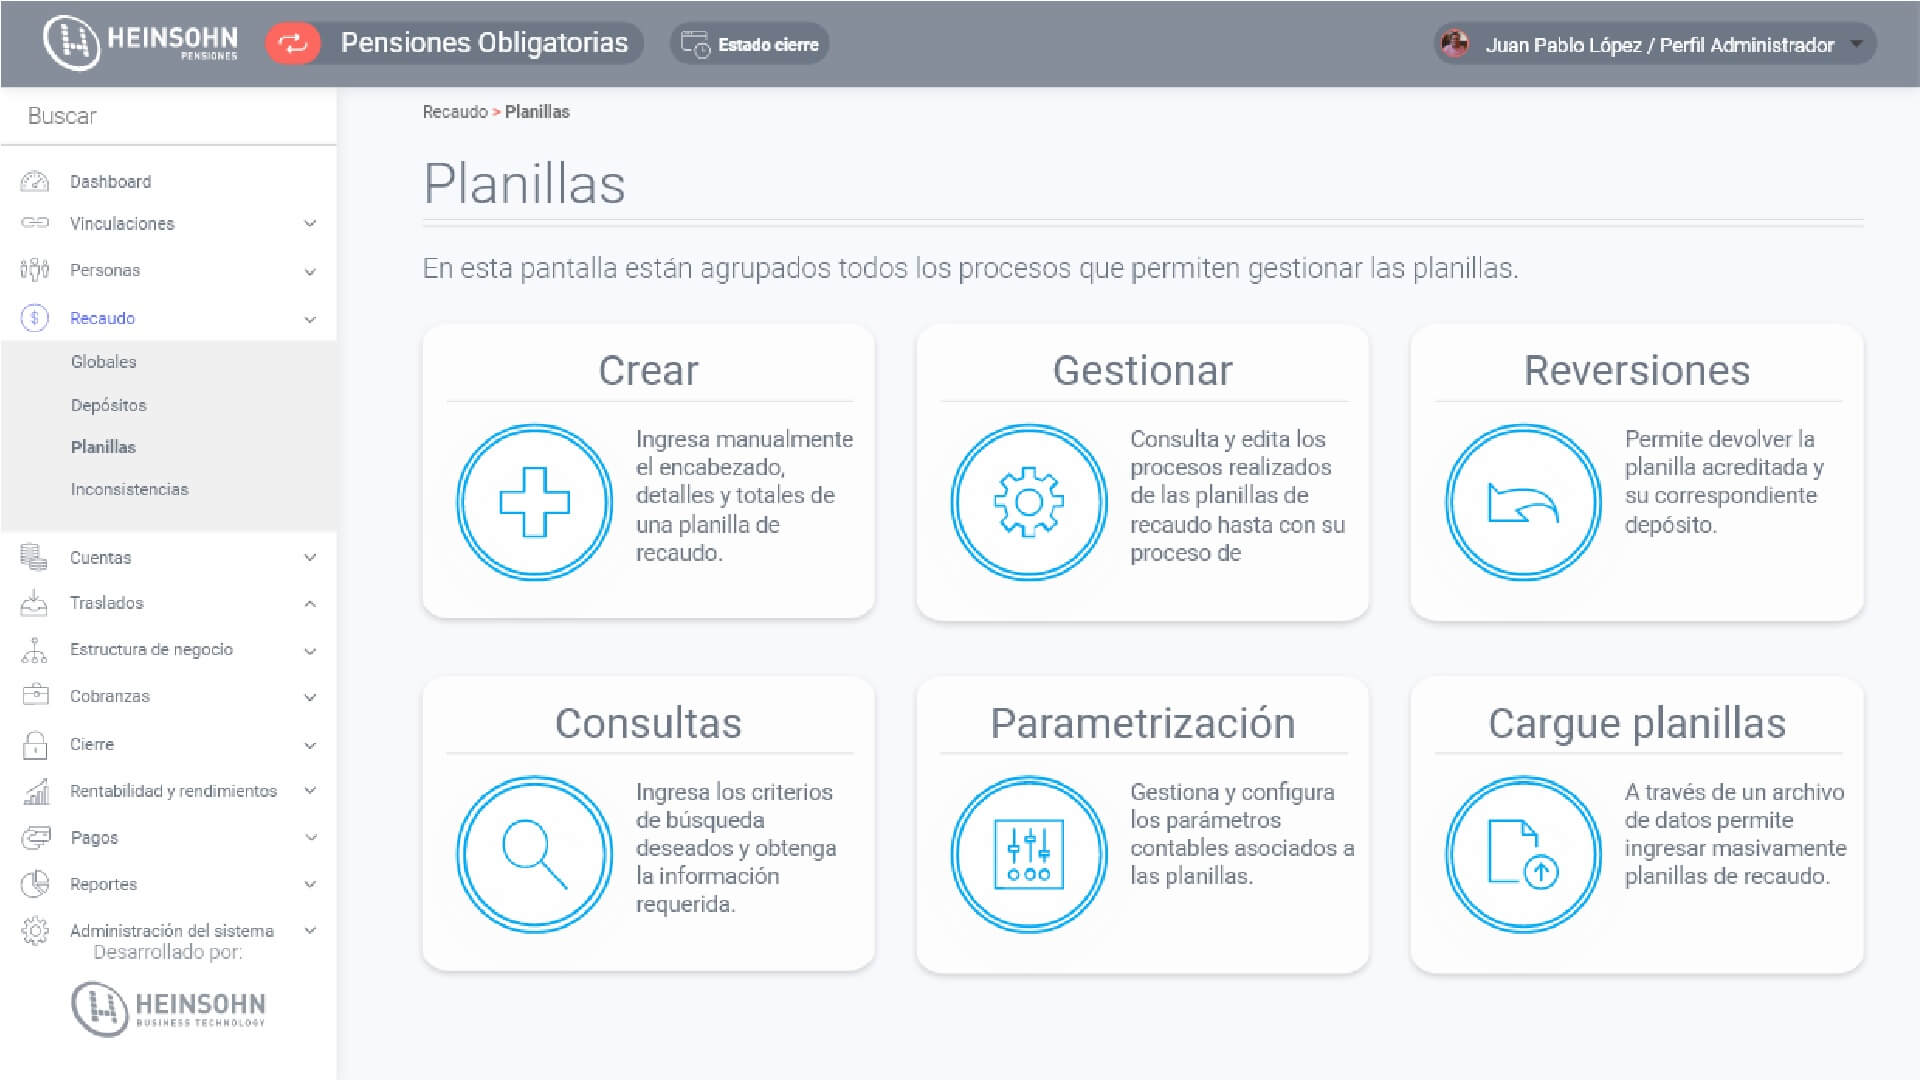 HEINSOHN
PENSIONES
Pensiones Obligatorias
Estado cierre
Juan Pablo López / Perfil Administrador
Buscar
Dashboard
Vinculaciones
Personas
Recaudo
Globales
Depósitos
Planillas
Inconsistencias
Cuentas
Traslados
Estructura de negocio
Cobranzas
Cierre
Rentabilidad y rendimientos
Pagos
Reportes
Administración del sistema
Desarrollado por:
HEINSOHN
BUSINESS TECHNOLOGY
Recaudo > Planillas
Planillas
En esta pantalla están agrupados todos los procesos que permiten gestionar las planillas.
Crear
Ingresa manualmente
el encabezado,
detalles y totales de
una planilla de
recaudo.
Gestionar
Consulta y edita los
procesos realizados
de las planillas de
recaudo hasta con su
proceso de
Reversiones
Permite devolver la
planilla acreditada y
su correspondiente
depósito.
Consultas
Ingresa los criterios
de búsqueda
deseados y obtenga
la información
requerida.
Parametrización
Gestiona y configura
los parámetros
contables asociados a
las planillas.
Cargue planillas
A través de un archivo
de datos permite
ingresar masivamente
planillas de recaudo.